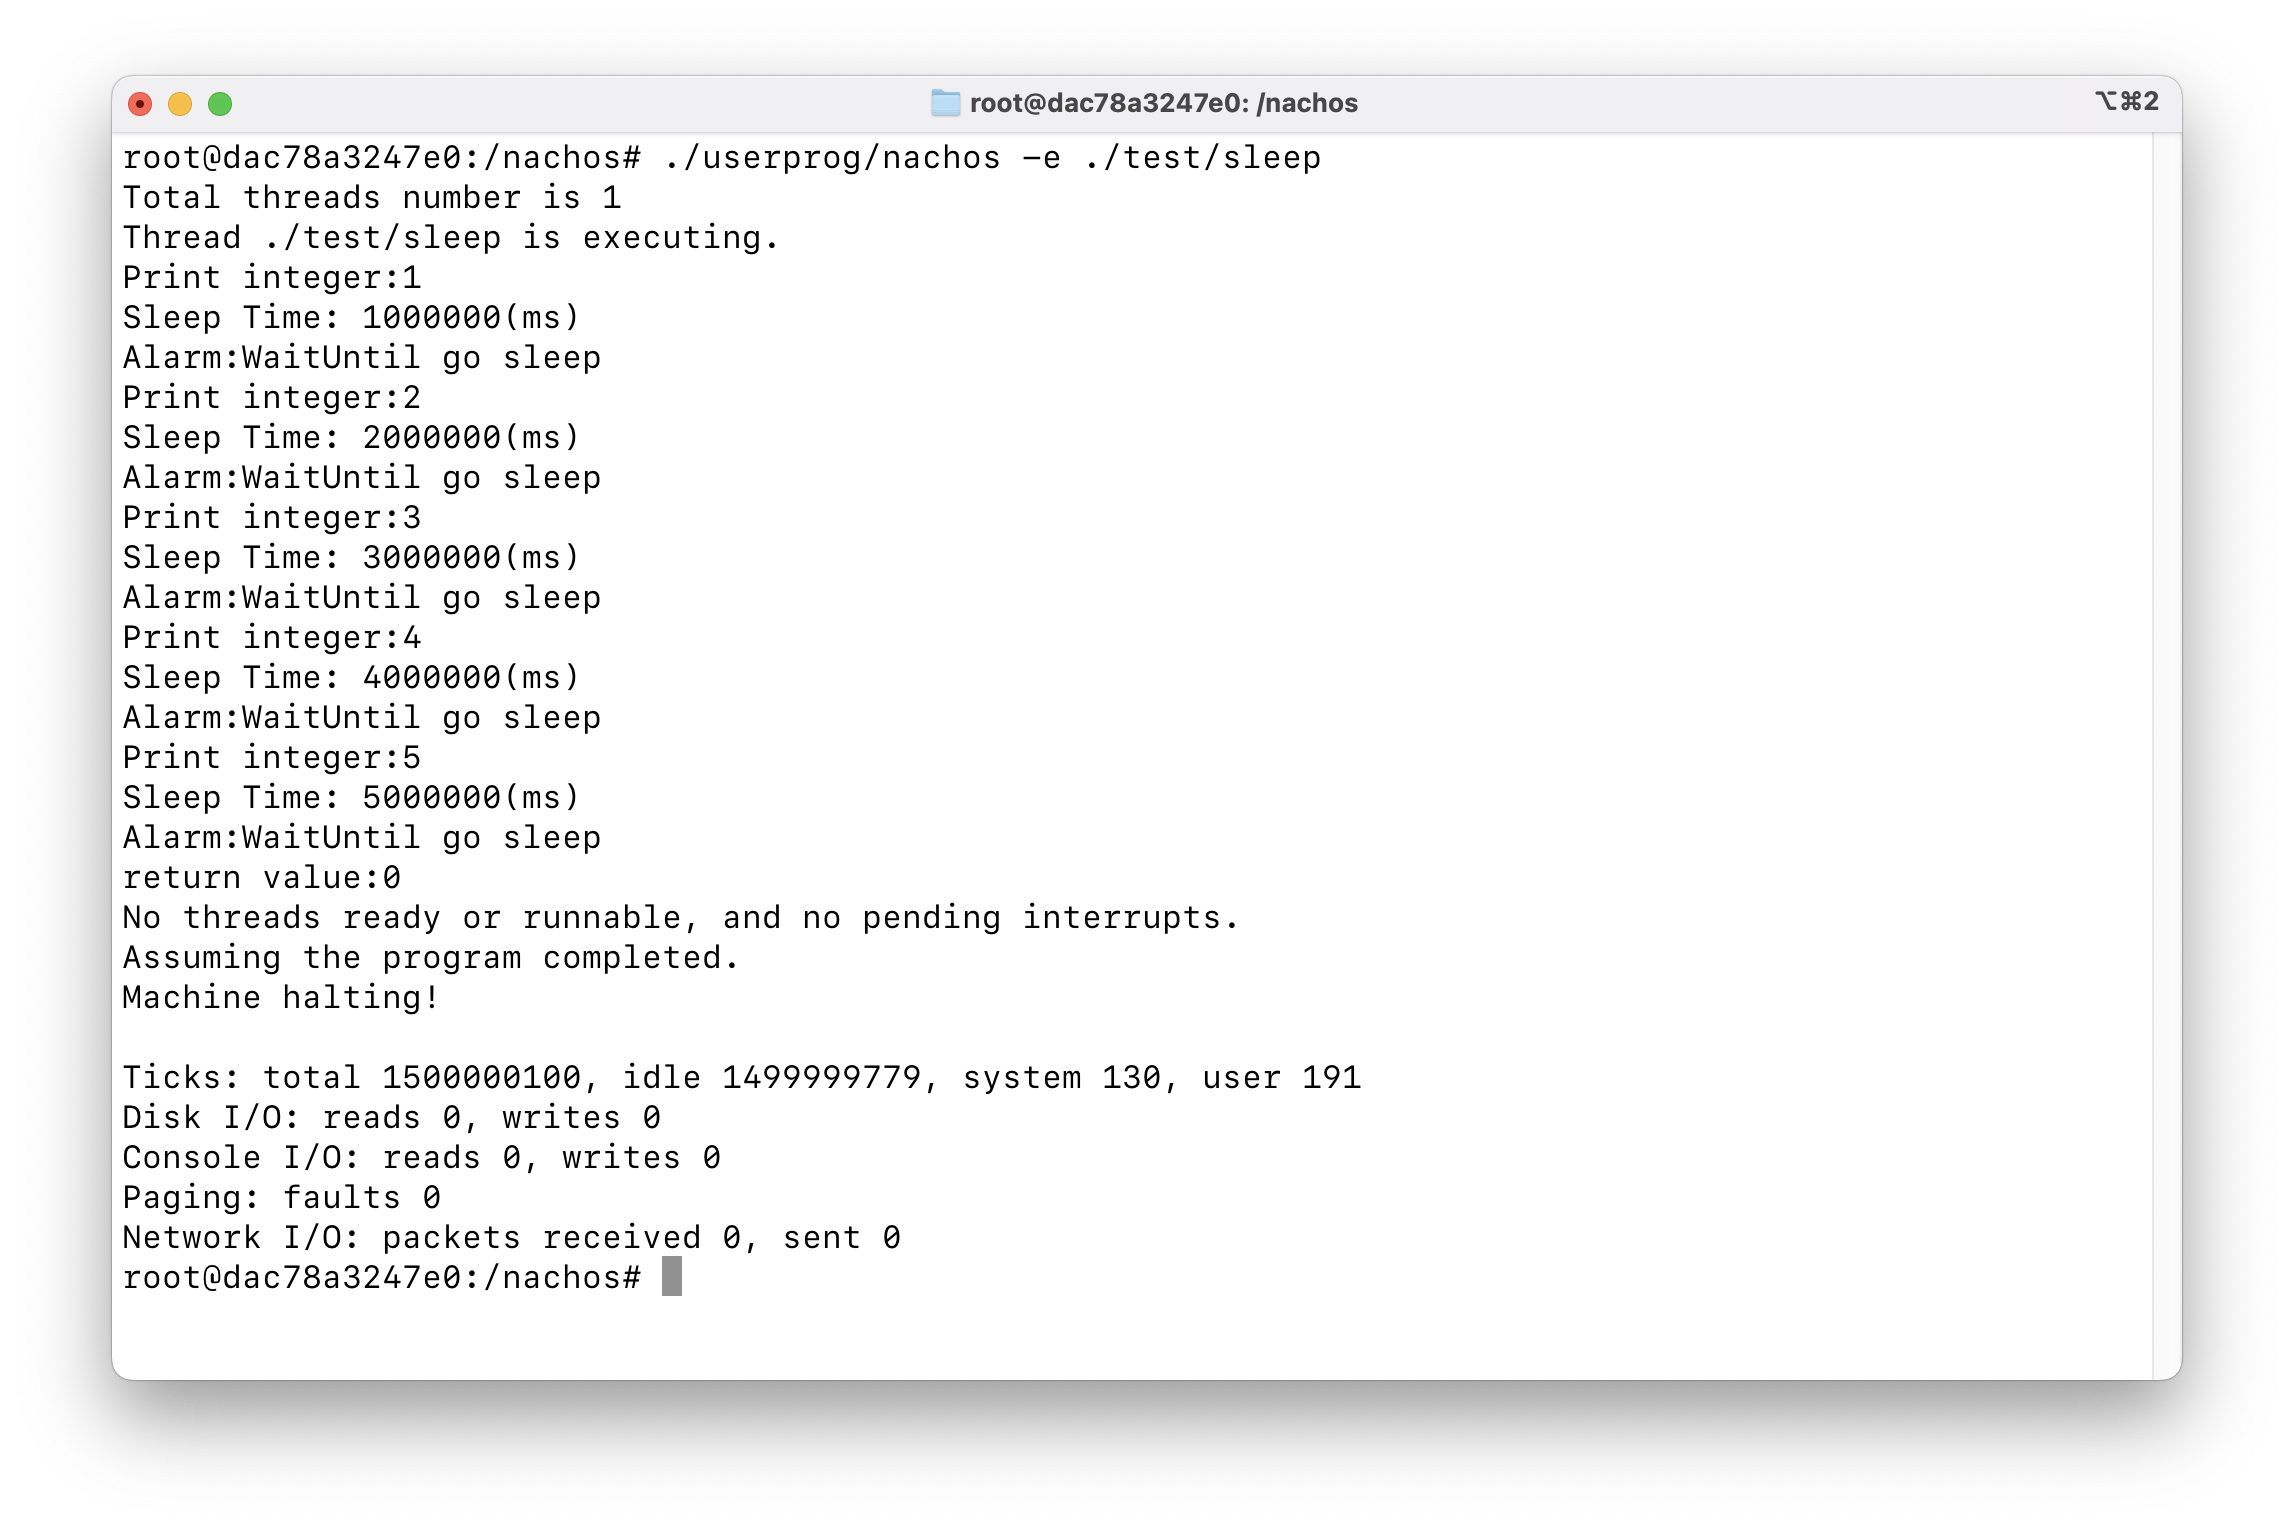 root@dac78a3247e0: /nachos
⌥⌘2
root@dac78a3247e0:/nachos# ./userprog/nachos -e ./test/sleep
Total threads number is 1
Thread ./test/sleep is executing.
Print integer:1
Sleep Time: 1000000(ms)
Alarm:WaitUntil go sleep
Print integer:2
Sleep Time: 2000000(ms)
Alarm:WaitUntil go sleep
Print integer:3
Sleep Time: 3000000(ms)
Alarm:WaitUntil go sleep
Print integer:4
Sleep Time: 4000000(ms)
Alarm:WaitUntil go sleep
Print integer:5
Sleep Time: 5000000(ms)
Alarm:WaitUntil go sleep
return value:0
No threads ready or runnable, and no pending interrupts.
Assuming the program completed.
Machine halting!

Ticks: total 1500000100, idle 1499999779, system 130, user 191
Disk I/O: reads 0, writes 0
Console I/O: reads 0, writes 0
Paging: faults 0
Network I/O: packets received 0, sent 0
root@dac78a3247e0:/nachos#